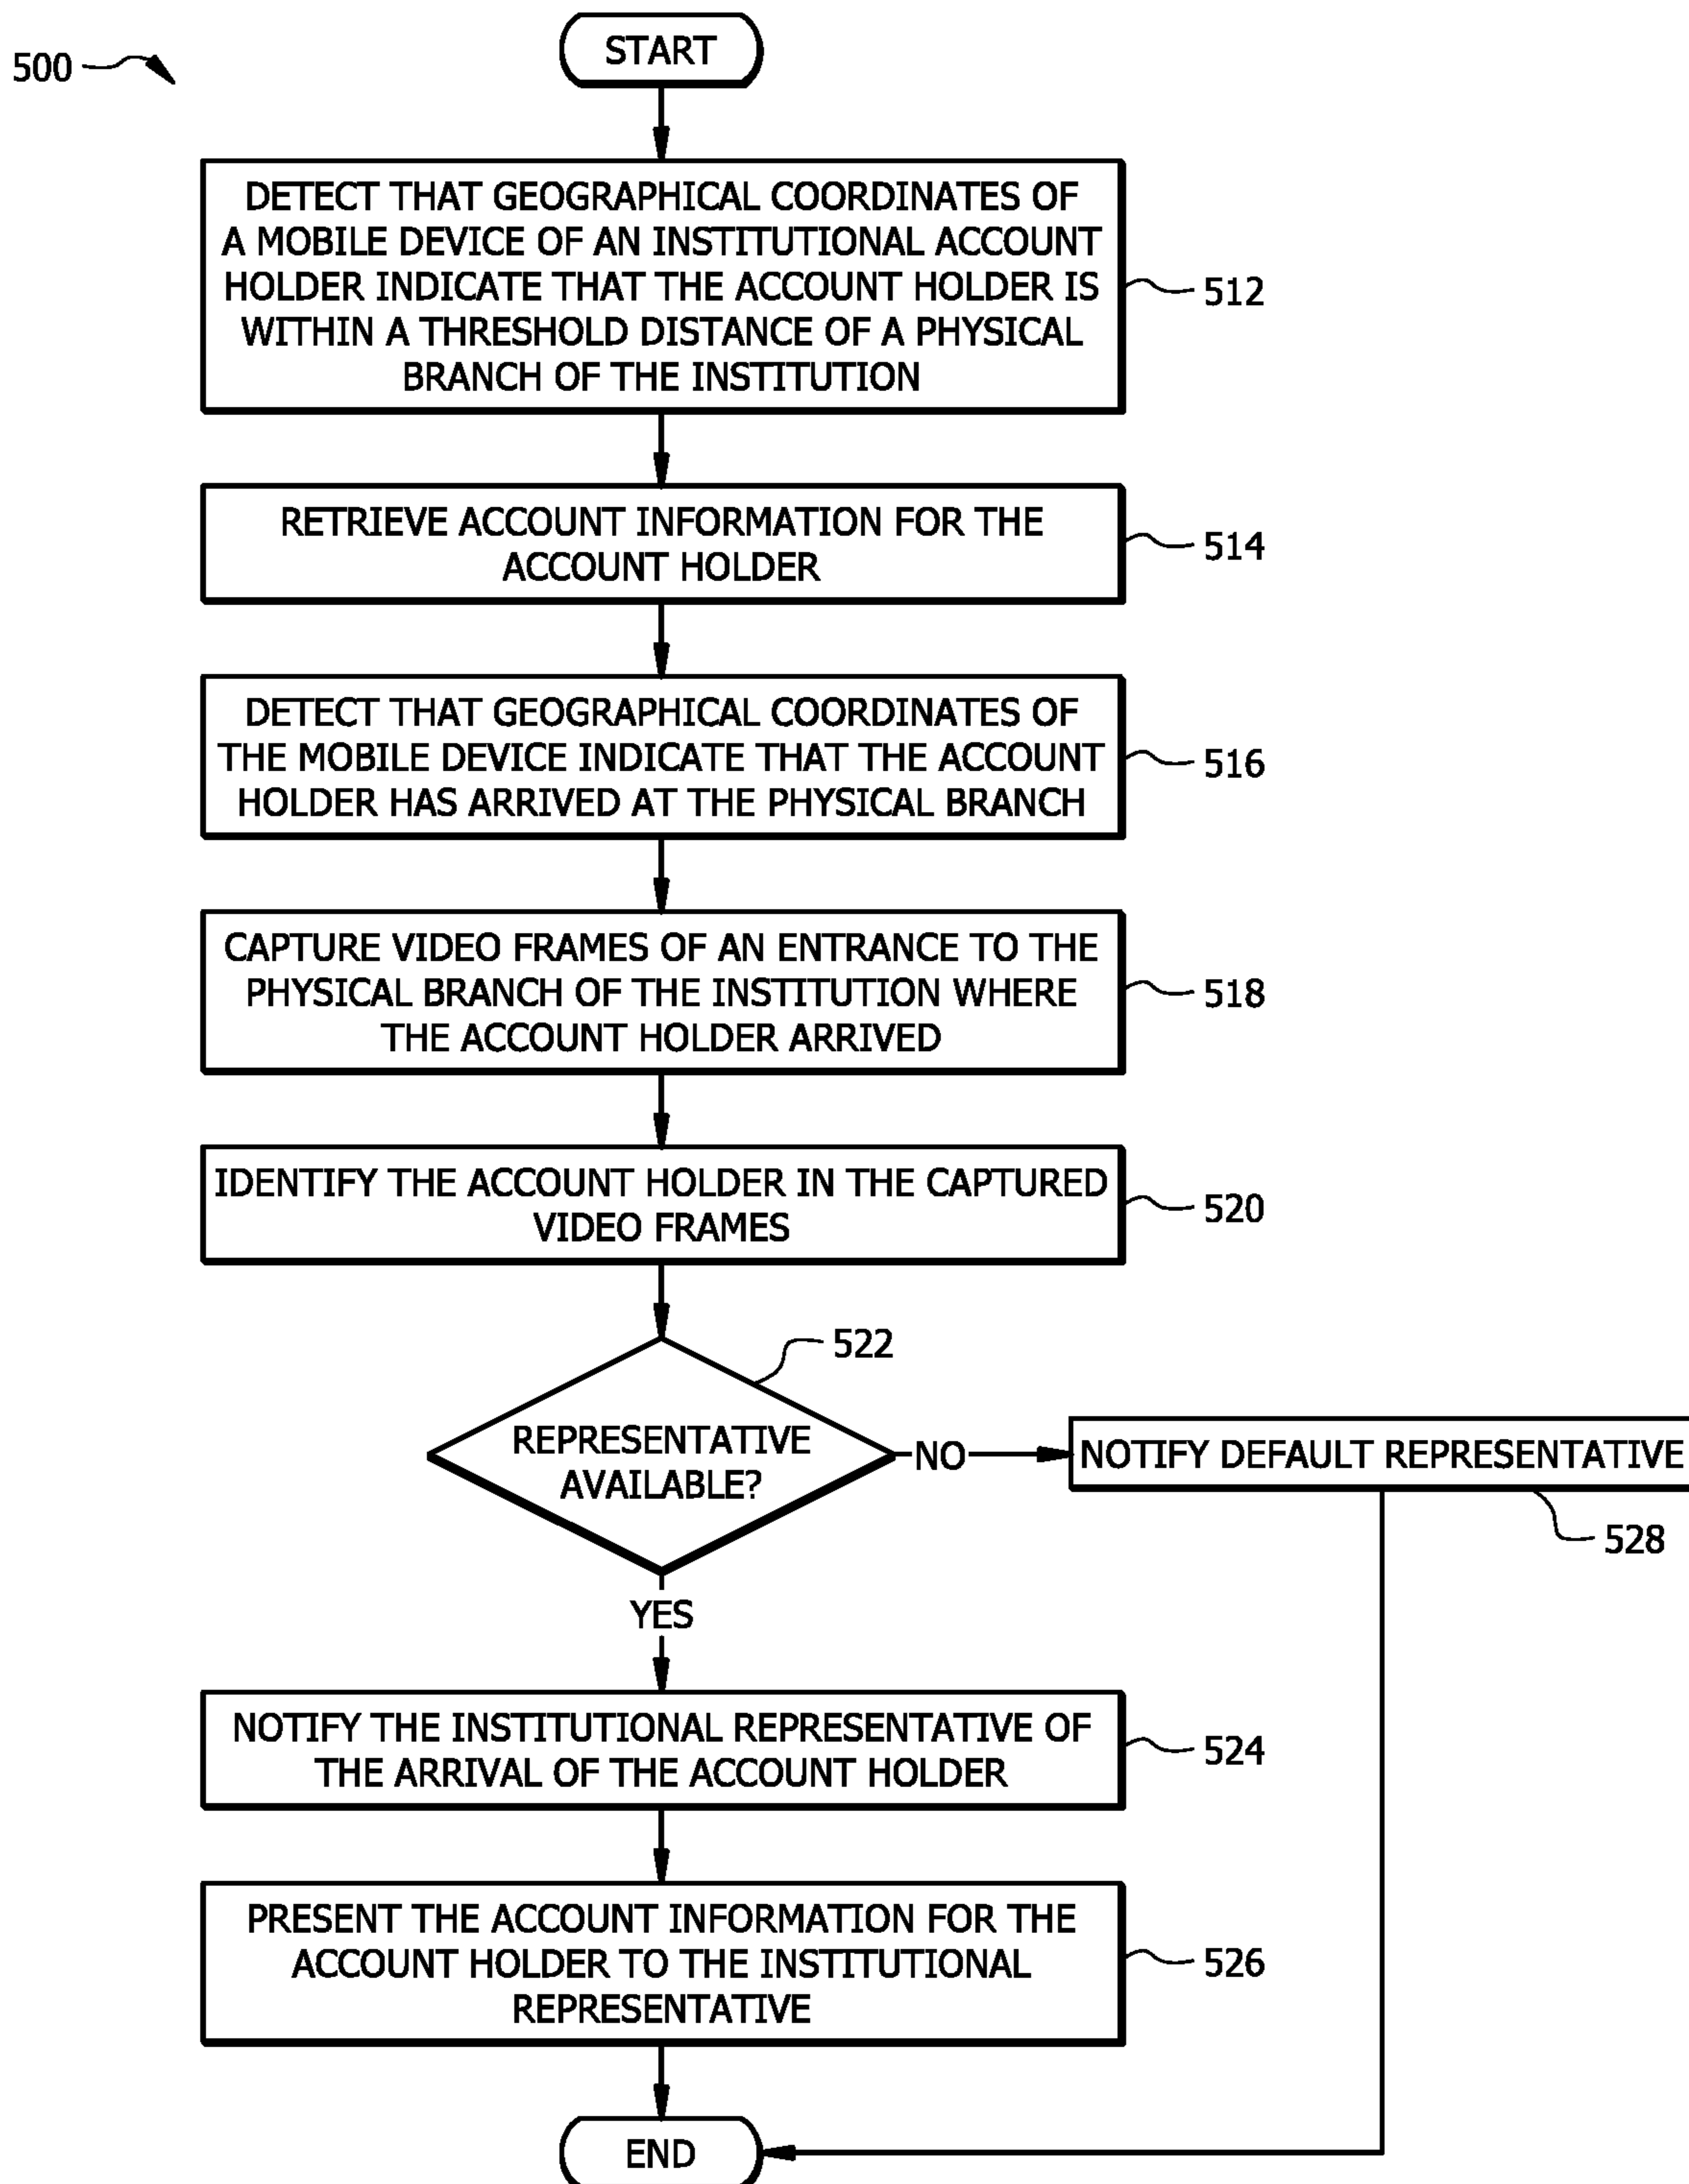 START
500
DETECT THAT GEOGRAPHICAL COORDINATES OF
A MOBILE DEVICE OF AN INSTITUTIONAL ACCOUNT
HOLDER INDICATE THAT THE ACCOUNT HOLDER IS
WITHIN A THRESHOLD DISTANCE OF A PHYSICAL
BRANCH OF THE INSTITUTION
512
RETRIEVE ACCOUNT INFORMATION FOR THE
ACCOUNT HOLDER
514
DETECT THAT GEOGRAPHICAL COORDINATES OF
THE MOBILE DEVICE INDICATE THAT THE ACCOUNT
HOLDER HAS ARRIVED AT THE PHYSICAL BRANCH
516
CAPTURE VIDEO FRAMES OF AN ENTRANCE TO THE
PHYSICAL BRANCH OF THE INSTITUTION WHERE
THE ACCOUNT HOLDER ARRIVED
518
IDENTIFY THE ACCOUNT HOLDER IN THE CAPTURED
VIDEO FRAMES
520
522
REPRESENTATIVE
AVAILABLE?
NO
NOTIFY DEFAULT REPRESENTATIVE
528
YES
NOTIFY THE INSTITUTIONAL REPRESENTATIVE OF
THE ARRIVAL OF THE ACCOUNT HOLDER
524
PRESENT THE ACCOUNT INFORMATION FOR THE
ACCOUNT HOLDER TO THE INSTITUTIONAL
REPRESENTATIVE
526
END